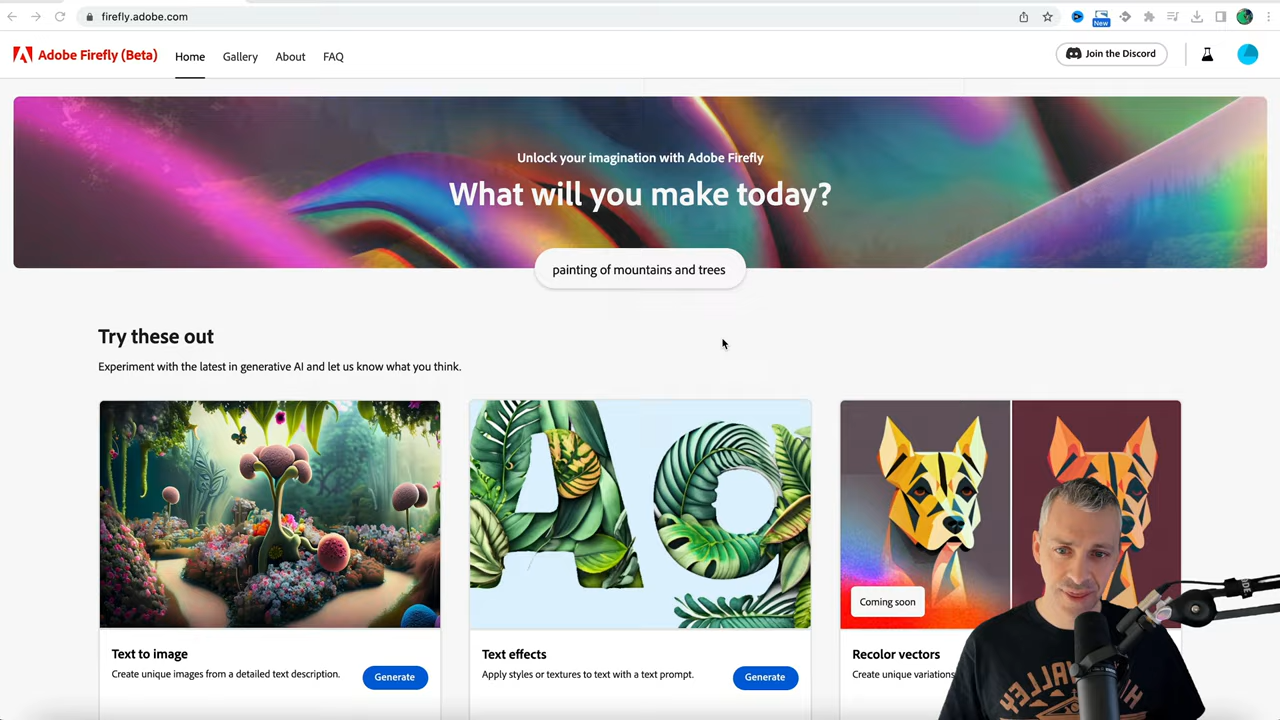 firefly.adobe.com
New
Adobe Firefly (Beta)
Home
Gallery
About
FAQ
Join the Discord
Unlock your imagination with Adobe Firefly
What will you make today?
painting of mountains and trees
Try these out
Experiment with the latest in generative AI and let us know what you think.
Ag
Coming soon
Text to image
Create unique images from a detailed text description.
Generate
Text effects
Apply styles or textures to text with a text prompt.
Generate
Recolor vectors
Create unique variations
RODE